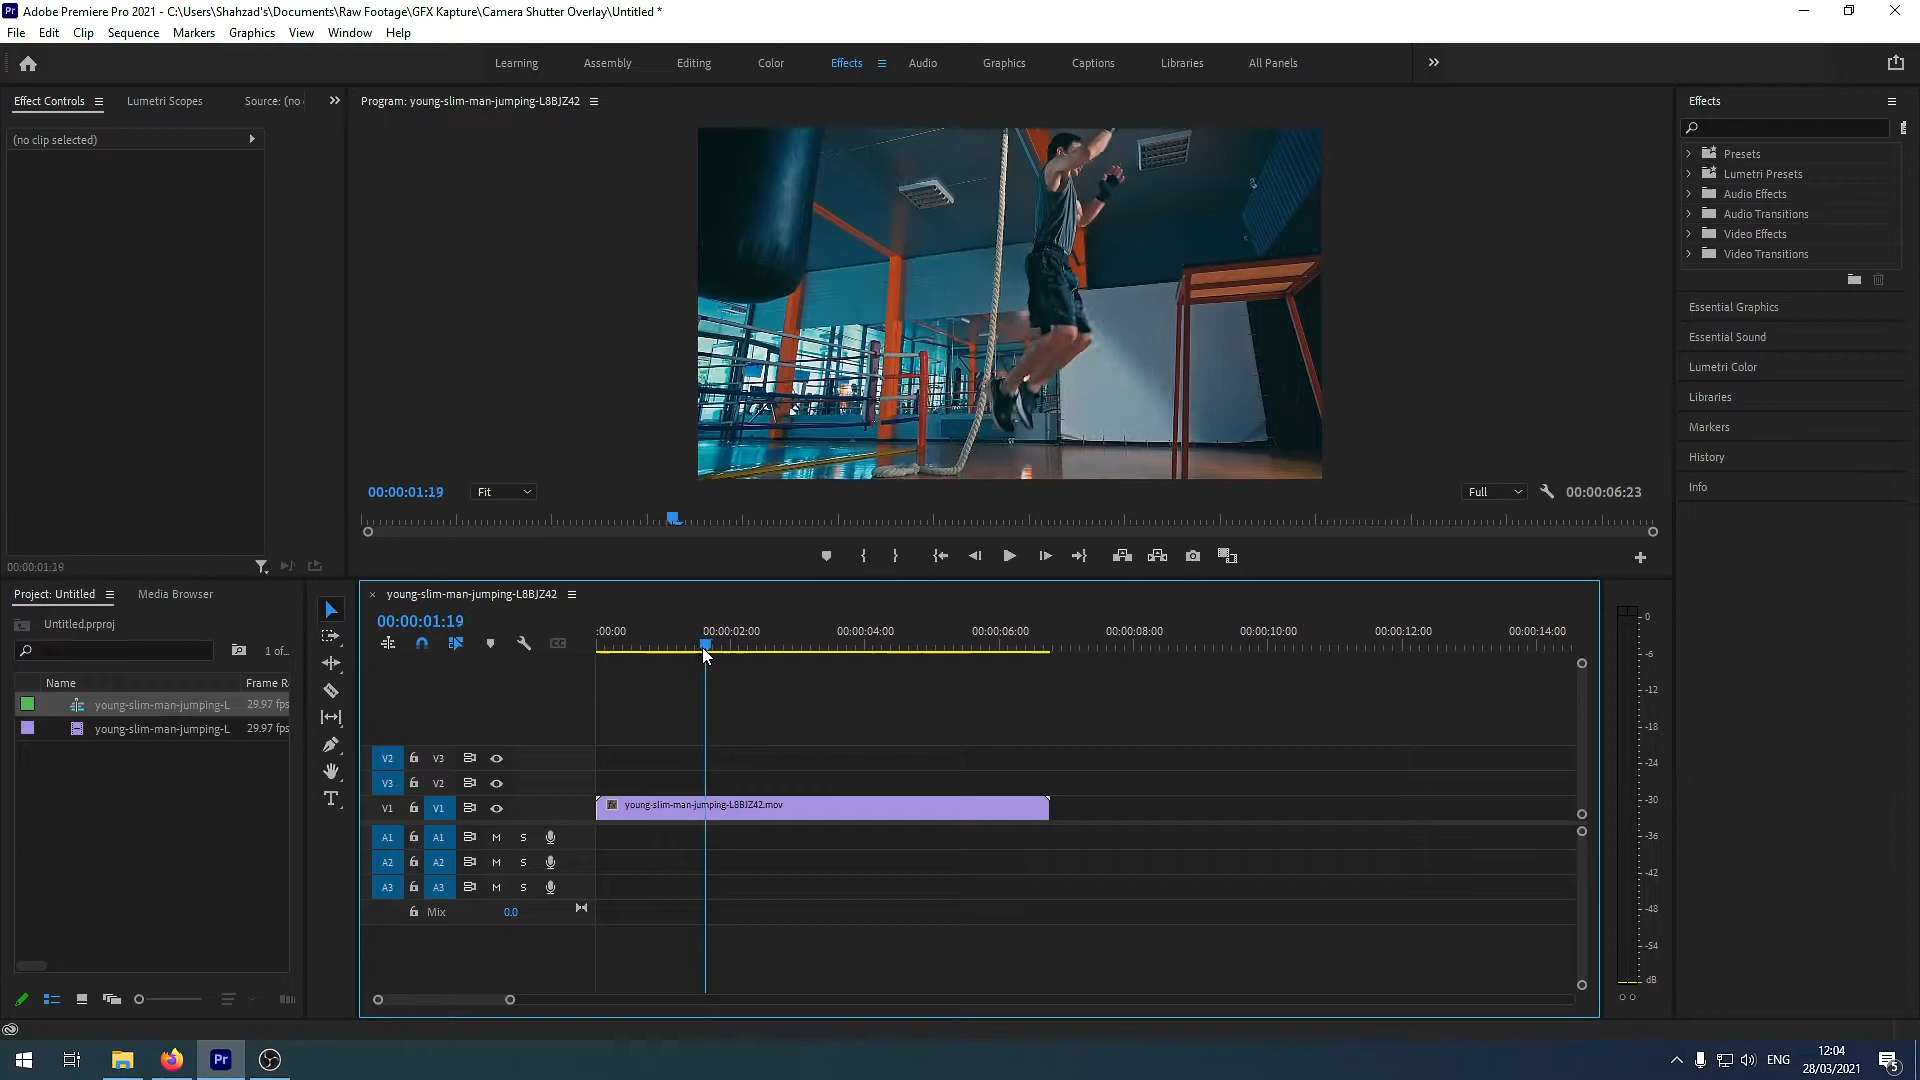 Pr Adobe Premiere Pro 2021 - C:\Users\Shahzad's\Documents\Raw Footage\GFX Kapture\Camera Shutter Overlay\Untitled *
File Edit Clip Sequence Markers Graphics View Window Help
Learning Assembly Editing Color Effects Audio Graphics Captions Libraries All Panels
Effect Controls Lumetri Scopes Source: (no
(no clip selected)
00:00:01:19
Program: young-slim-man-jumping-L8BJZ42
00:00:01:19 Fit Full 00:00:06:23
Effects
Presets
Lumetri Presets
Audio Effects
Audio Transitions
Video Effects
Video Transitions
Essential Graphics
Essential Sound
Lumetri Color
Libraries
Markers
History
Info
Project: Untitled Media Browser
Untitled.prproj
1 of...
Name Frame R
young-slim-man-jumping-L 29.97 fps
young-slim-man-jumping-L 29.97 fps
× young-slim-man-jumping-L8BJZ42
00:00:01:19
:00:00 00:00:02:00 00:00:04:00 00:00:06:00 00:00:08:00 00:00:10:00 00:00:12:00 00:00:14:00
V2 V3
V3 V2
V1 V1 fx young-slim-man-jumping-L8BJZ42.mov
A1 A1 M S
A2 A2 M S
A3 A3 M S
Mix 0.0
0
-6
-12
-18
-24
-30
-36
-42
-48
-54
dB
Pr
ENG
12:04
28/03/2021
5